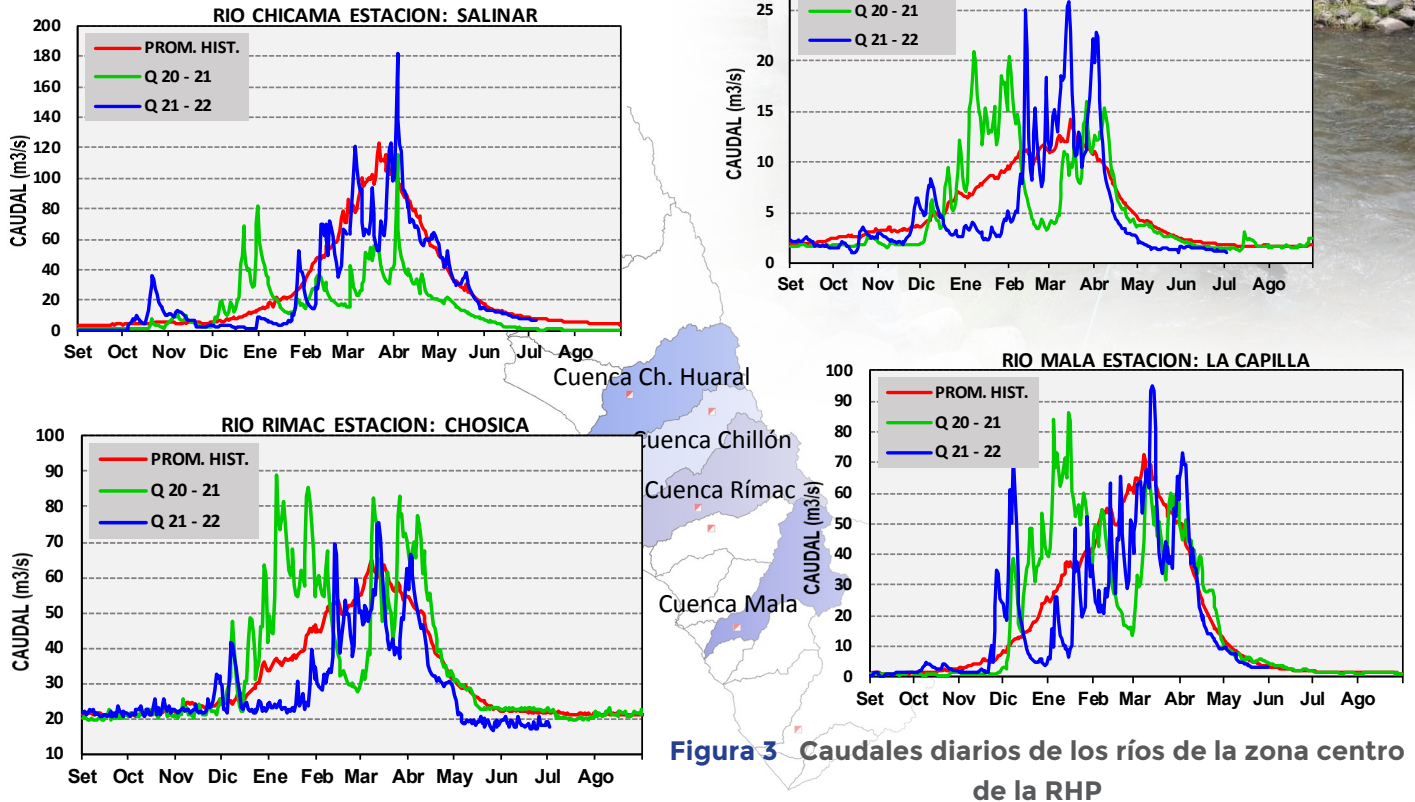 RIO CHICAMA ESTACION: SALINAR
CAUDAL (m3/s)
200
180
160
140
120
100
80
60
40
20
0
PROM. HIST.
Q 20 - 21
Q 21 - 22
Set Oct Nov Dic Ene Feb Mar Abr May Jun Jul Ago
CAUDAL (m3/s)
25
20
15
10
5
0
Q 20 - 21
Q 21 - 22
Set Oct Nov Dic Ene Feb Mar Abr May Jun Jul Ago
Cuenca Ch. Huaral
Cuenca Chillón
Cuenca Rímac
Cuenca Mala
RIO RIMAC ESTACION: CHOSICA
CAUDAL (m3/s)
100
90
80
70
60
50
40
30
20
10
PROM. HIST.
Q 20 - 21
Q 21 - 22
Set Oct Nov Dic Ene Feb Mar Abr May Jun Jul Ago
RIO MALA ESTACION: LA CAPILLA
CAUDAL (m3/s)
100
90
80
70
60
50
40
30
20
10
0
PROM. HIST.
Q 20 - 21
Q 21 - 22
Set Oct Nov Dic Ene Feb Mar Abr May Jun Jul Ago
Figura 3 Caudales diarios de los ríos de la zona centro
de la RHP